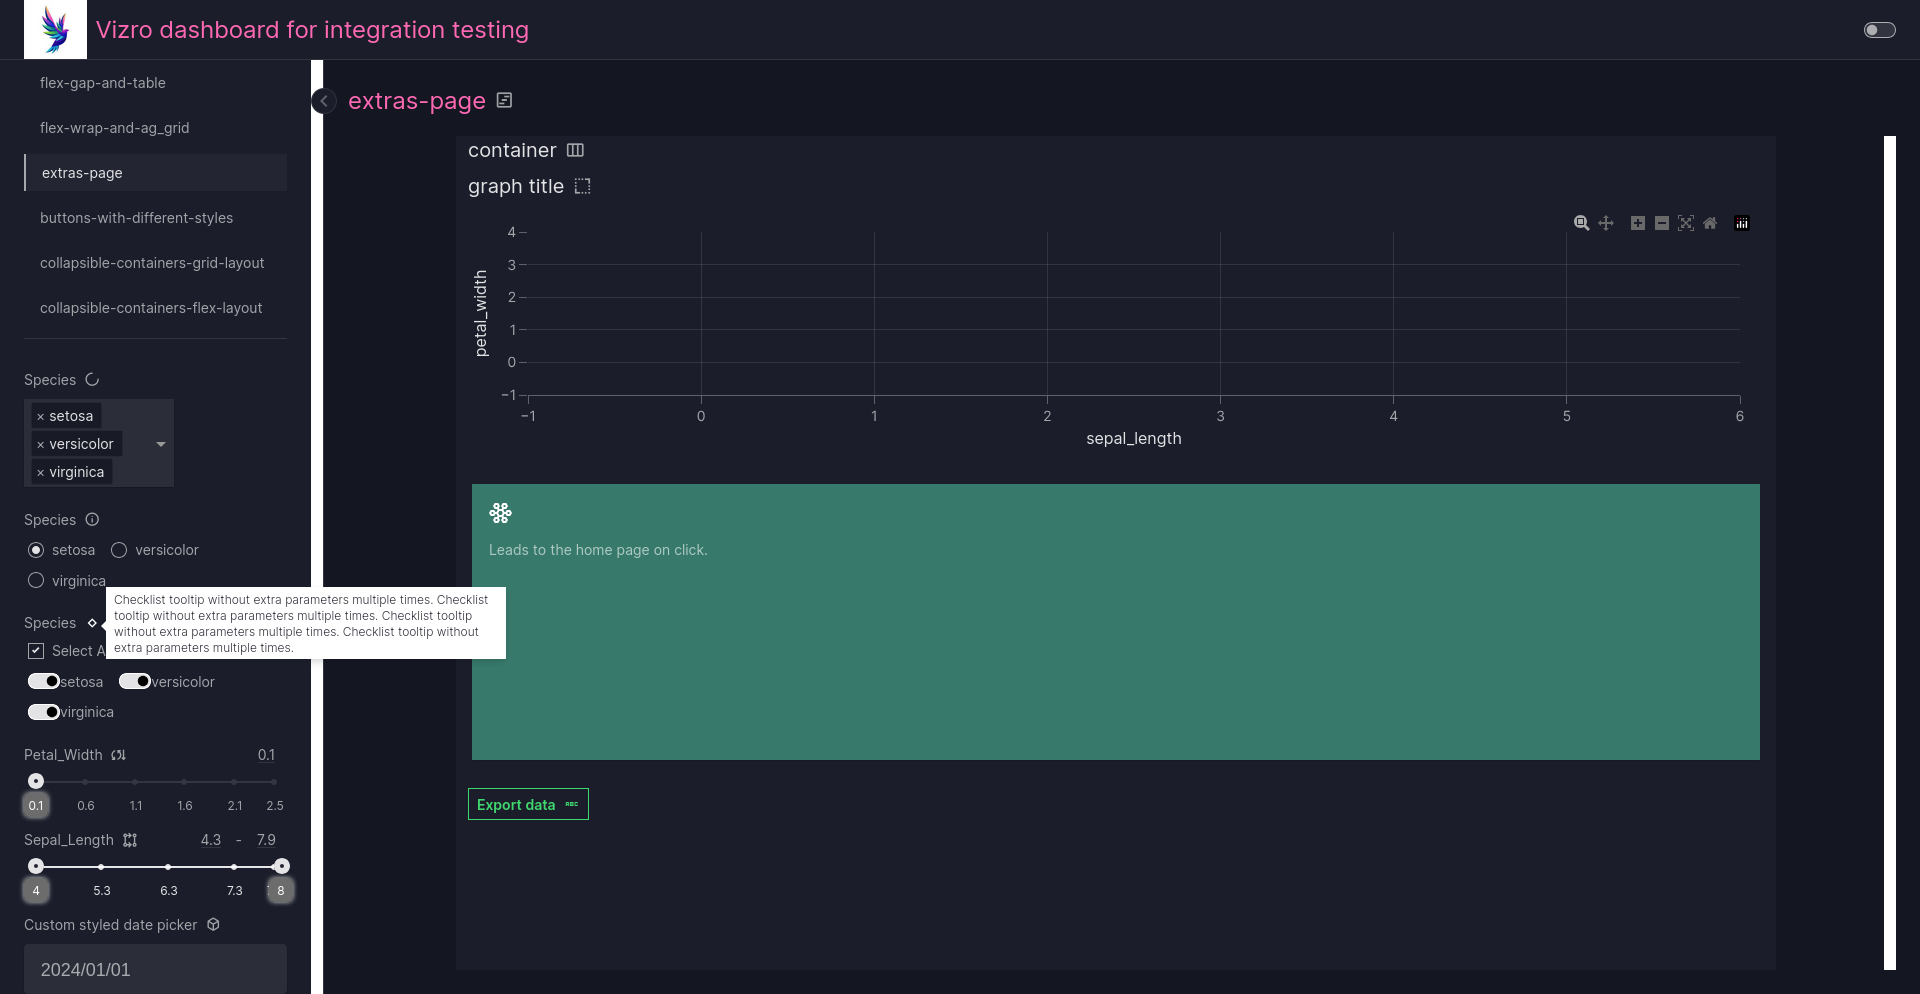 Vizro dashboard for integration testing
flex-gap-and-table
flex-wrap-and-ag_grid
extras-page
buttons-with-different-styles
collapsible-containers-grid-layout
collapsible-containers-flex-layout
Species
× setosa
× versicolor
× virginica
Species
setosa
versicolor
virginica
Checklist tooltip without extra parameters multiple times. Checklist
tooltip without extra parameters multiple times. Checklist tooltip
without extra parameters multiple times. Checklist tooltip without
extra parameters multiple times.
Species
Select A
setosa
versicolor
virginica
Petal_Width
0.1
0.1 0.6 1.1 1.6 2.1 2.5
Sepal_Length
4.3 - 7.9
4 5.3 6.3 7.3 8
Custom styled date picker
2024/01/01
extras-page
container
graph title
4
3
2
1
0
−1
petal_width
−1 0 1 2 3 4 5 6
sepal_length
Leads to the home page on click.
Export data ABC